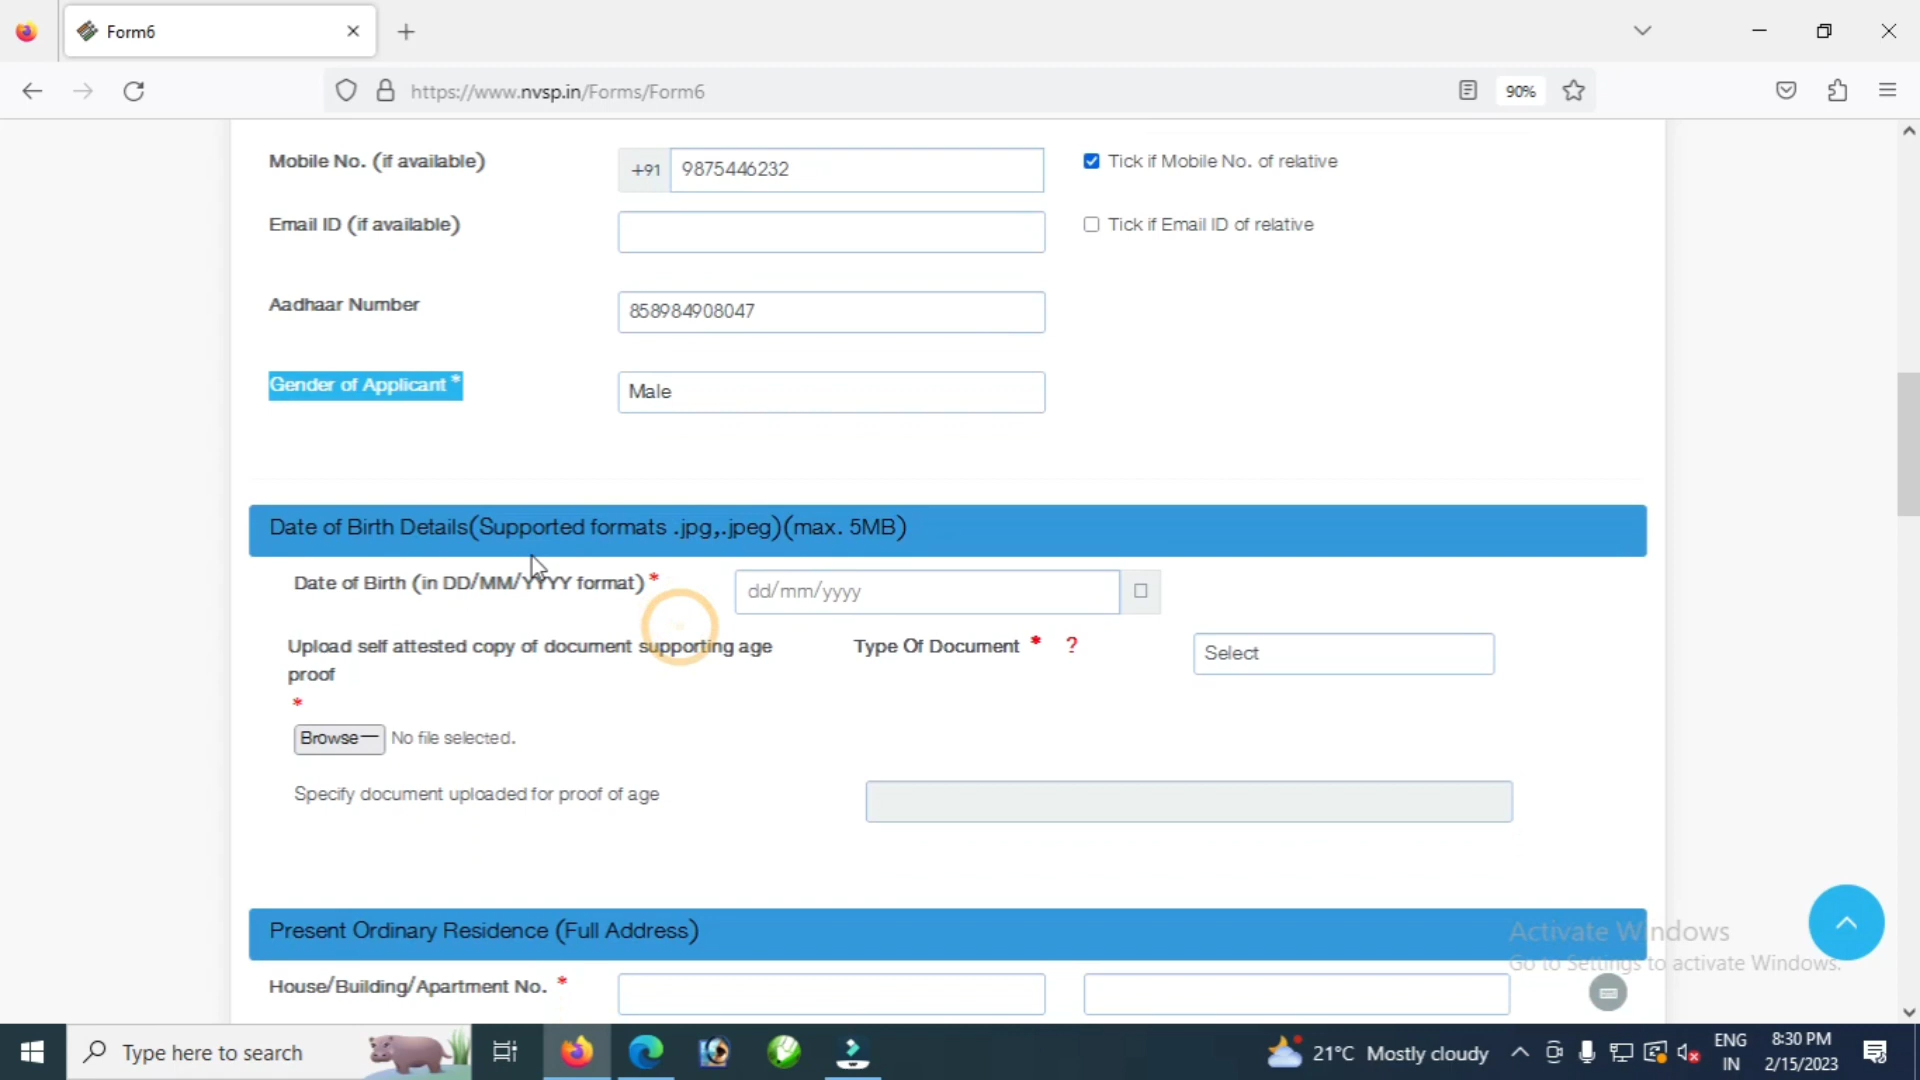 Form6
https://www.nvsp.in/Forms/Form6
90%
Mobile No. (if available)
+91
9875446232
Tick if Mobile No. of relative
Email ID (if available)
Tick if Email ID of relative
Aadhaar Number
858984908047
Gender of Applicant *
Male
Date of Birth Details(Supported formats .jpg,.jpeg)(max. 5MB)
Date of Birth (in DD/MM/YYYY format) *
dd/mm/yyyy
Upload self attested copy of document supporting age
proof
*
Type Of Document * ?
Select
Browse— No file selected.
Specify document uploaded for proof of age
Present Ordinary Residence (Full Address)
Activate Windows
Go to Settings to activate Windows.
House/Building/Apartment No. *
Type here to search
21°C Mostly cloudy
ENG
IN
8:30 PM
2/15/2023